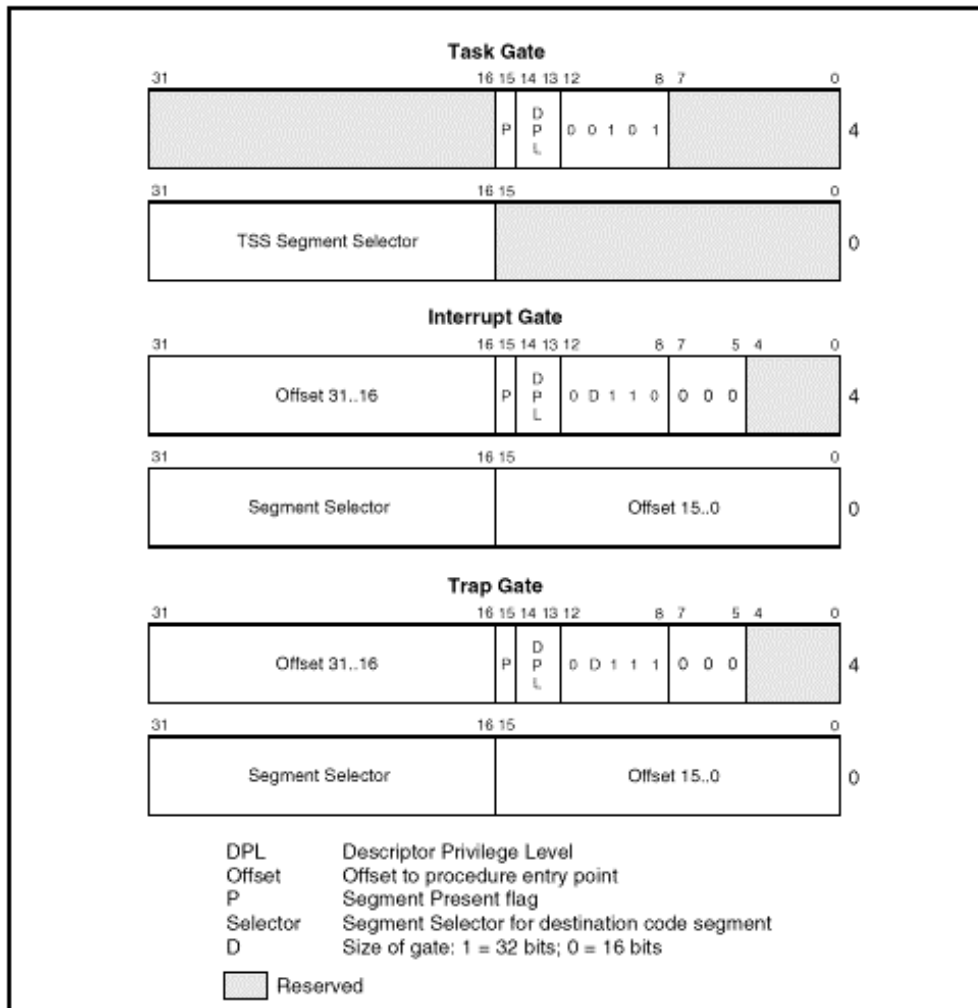 Task Gate
31 16 15 14 13 12 8 7 0
P D P L 0 0 1 0 1 4
31 16 15 0
TSS Segment Selector 0
Interrupt Gate
31 16 15 14 13 12 8 7 5 4 0
Offset 31..16 P D P L 0 D 1 1 0 0 0 0 4
31 16 15 0
Segment Selector Offset 15..0 0
Trap Gate
31 16 15 14 13 12 8 7 5 4 0
Offset 31..16 P D P L 0 D 1 1 1 0 0 0 4
31 16 15 0
Segment Selector Offset 15..0 0
DPL Descriptor Privilege Level
Offset Offset to procedure entry point
P Segment Present flag
Selector Segment Selector for destination code segment
D Size of gate: 1 = 32 bits; 0 = 16 bits
Reserved